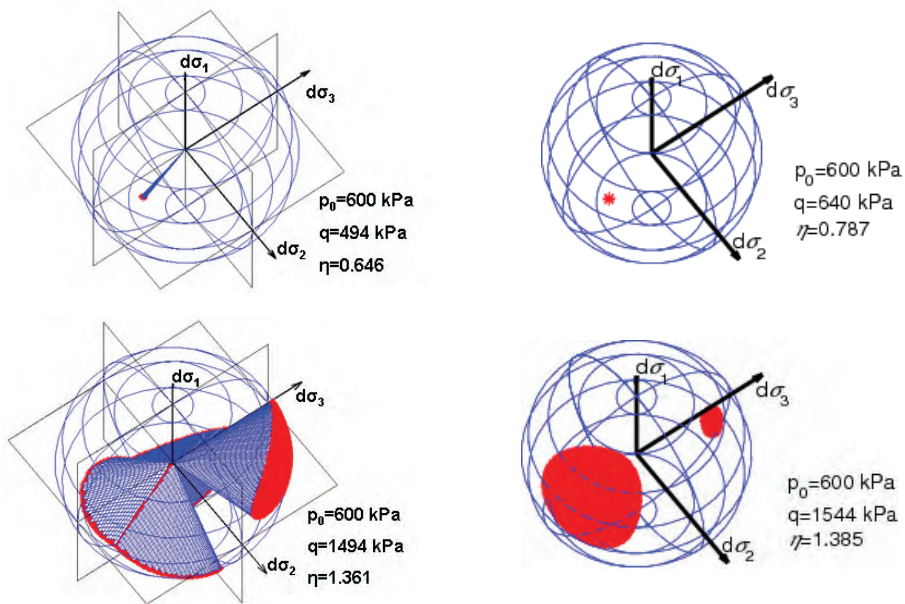 dσ1
dσ3
dσ2
p0=600 kPa
q=494 kPa
η=0.646
dσ1
dσ3
dσ2
p0=600 kPa
q=640 kPa
η=0.787
dσ1
dσ3
dσ2
p0=600 kPa
q=1494 kPa
η=1.361
dσ1
dσ3
dσ2
p0=600 kPa
q=1544 kPa
η=1.385